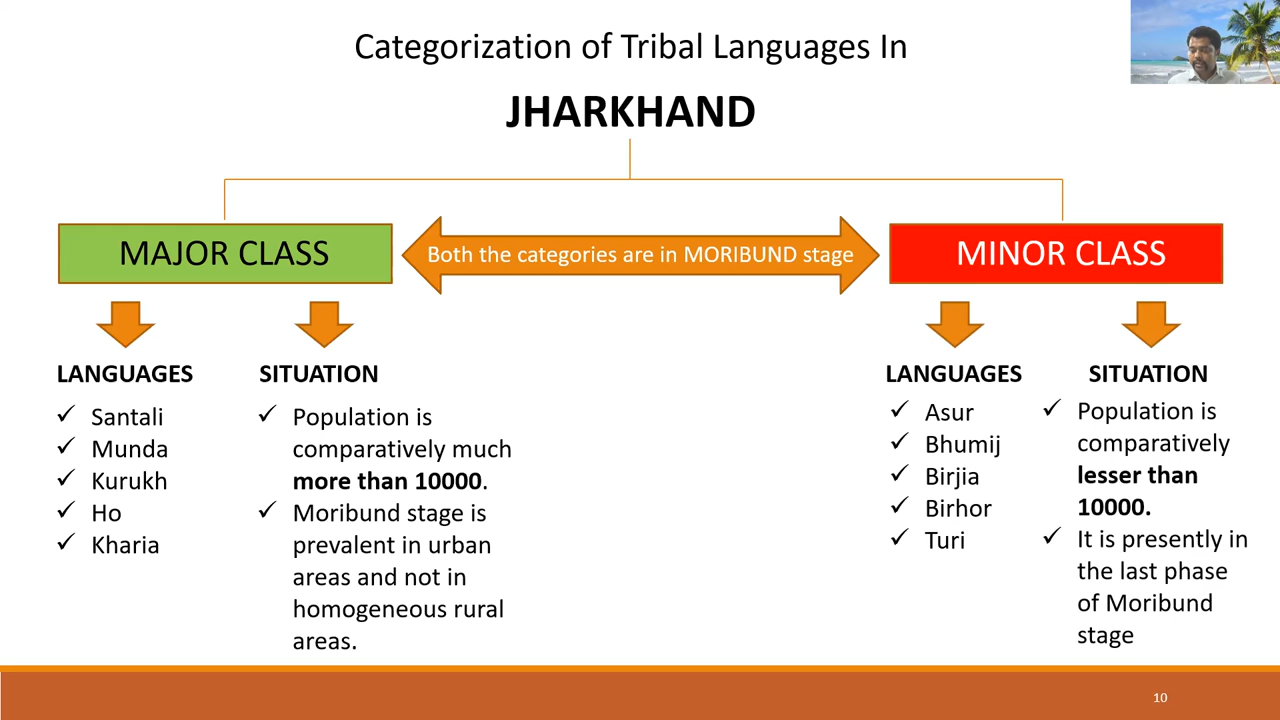 Categorization of Tribal Languages In
JHARKHAND
MAJOR CLASS
Both the categories are in MORIBUND stage
MINOR CLASS
LANGUAGES
Santali
Munda
Kurukh
Ho
Kharia
SITUATION
Population is
comparatively much
more than 10000.
Moribund stage is
prevalent in urban
areas and not in
homogeneous rural
areas.
LANGUAGES
Asur
Bhumij
Birjia
Birhor
Turi
SITUATION
Population is
comparatively
lesser than
10000.
It is presently in
the last phase
of Moribund
stage
10